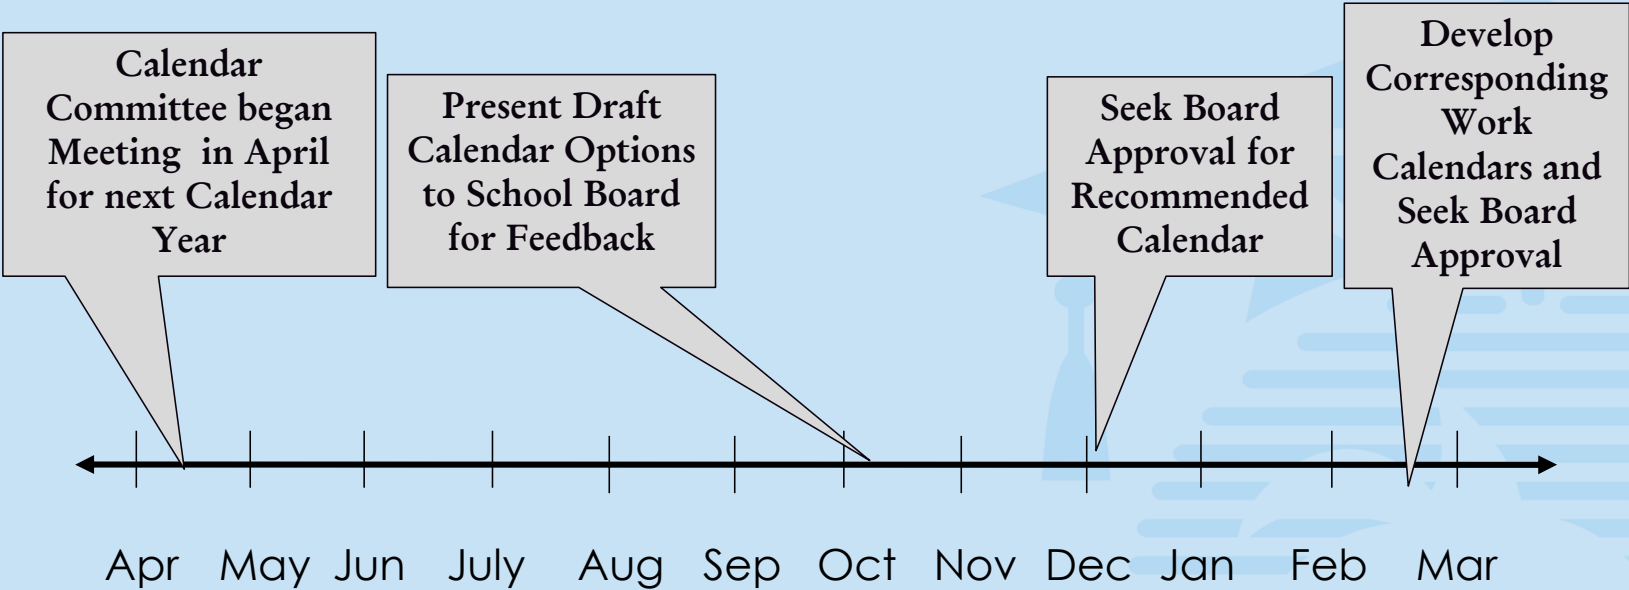 Calendar
Committee began
Meeting  in April
for next Calendar
Year
Present Draft
Calendar Options
to School Board
for Feedback
Seek Board
Approval for
Recommended
Calendar
Develop
Corresponding
Work
Calendars and
Seek Board
Approval
Apr May Jun July Aug Sep Oct Nov Dec Jan Feb Mar